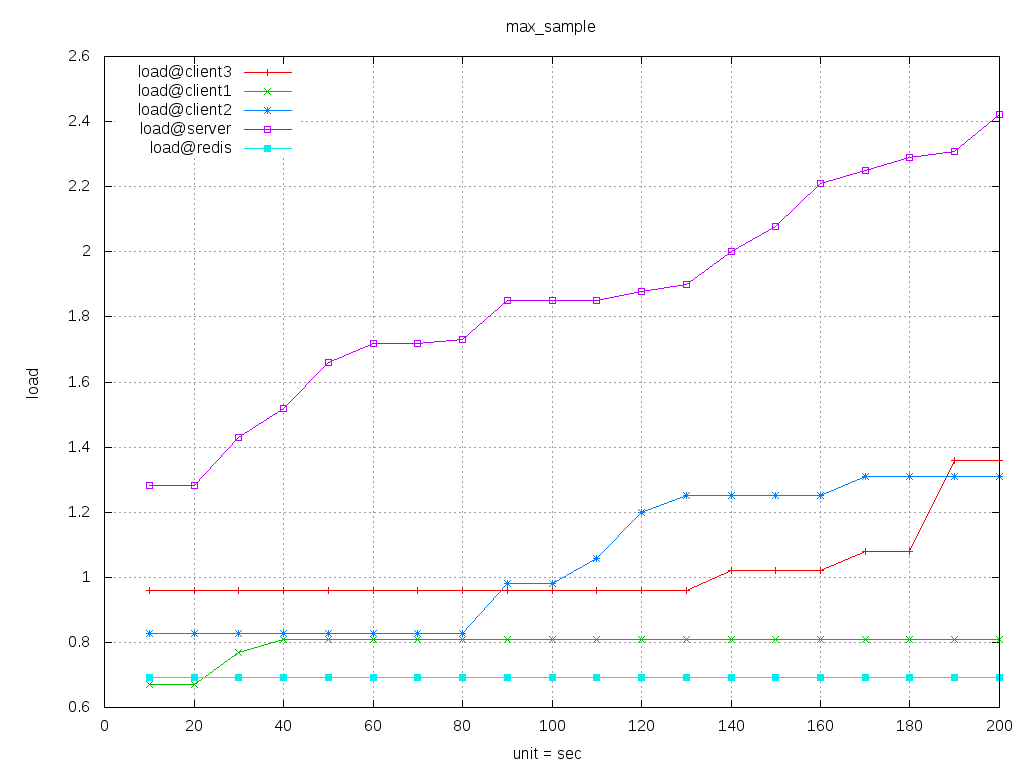 max_sample
2.6
2.4
2.2
2
1.8
1.6
1.4
1.2
1
0.8
0.6
load
load@client3
load@client1
load@client2
load@server
load@redis
0 20 40 60 80 100 120 140 160 180 200
unit = sec